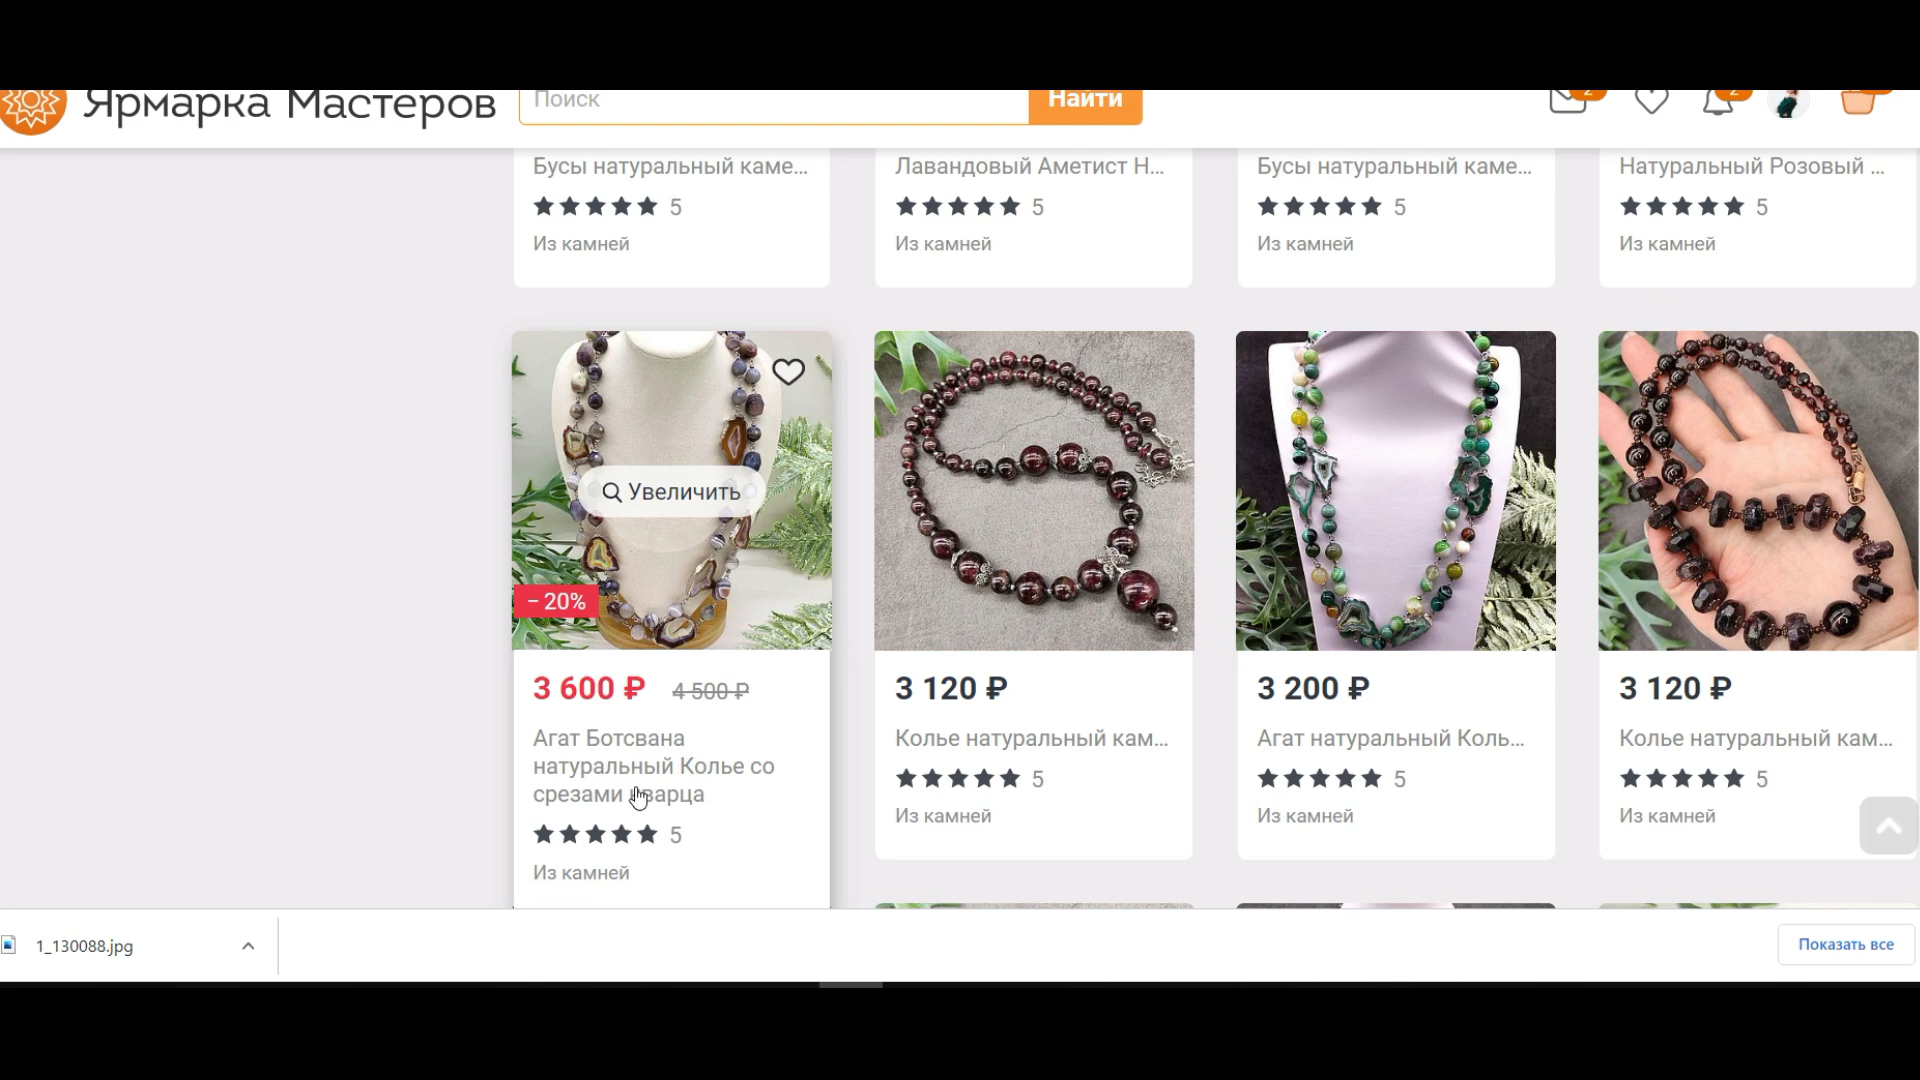 Ярмарка Мастеров
Поиск
Найти
2
2
Бусы натуральный каме...
5
Из камней
Лавандовый Аметист Н...
5
Из камней
Бусы натуральный каме...
5
Из камней
Натуральный Розовый ...
5
Из камней
Увеличить
– 20%
3 600 ₽ 4 500 ₽
Агат Ботсвана
натуральный Колье со
срезами кварца
5
Из камней
3 120 ₽
Колье натуральный кам...
5
Из камней
3 200 ₽
Агат натуральный Коль...
5
Из камней
3 120 ₽
Колье натуральный кам...
5
Из камней
1_130088.jpg
Показать все